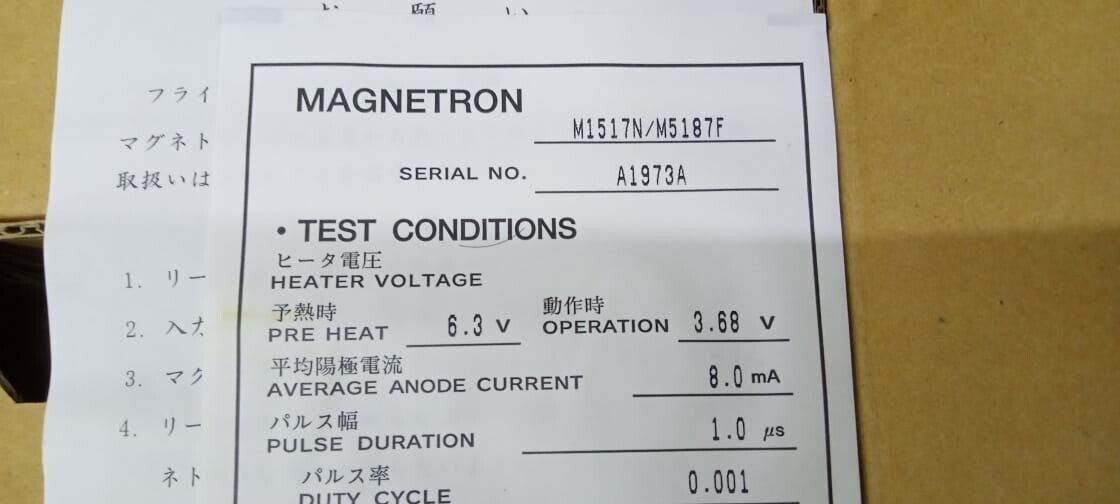 お 願 い
フライ
マグネト
取扱いは
1. リー
2. 入力
3. マグ
4. リー
ネト
MAGNETRON M1517N/M5187F
SERIAL NO. A1973A
• TEST CONDITIONS
ヒータ電圧
HEATER VOLTAGE
予熱時 動作時
PRE HEAT 6.3 V OPERATION 3.68 V
平均陽極電流
AVERAGE ANODE CURRENT 8.0 mA
パルス幅
PULSE DURATION 1.0 μs
パルス率
DUTY CYCLE 0.001